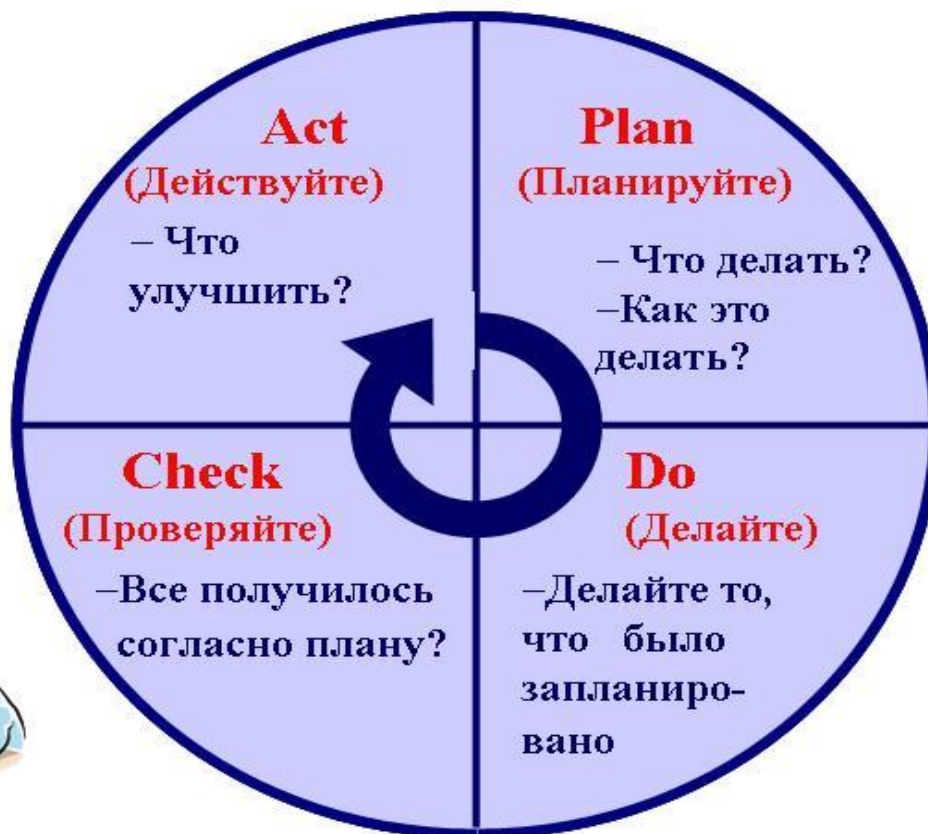 Act
(Действуйте)
– Что
улучшить?
Plan
(Планируйте)
– Что делать?
–Как это
делать?
Check
(Проверяйте)
–Все получилось
согласно плану?
Do
(Делайте)
–Делайте то,
что было
запланиро-
вано